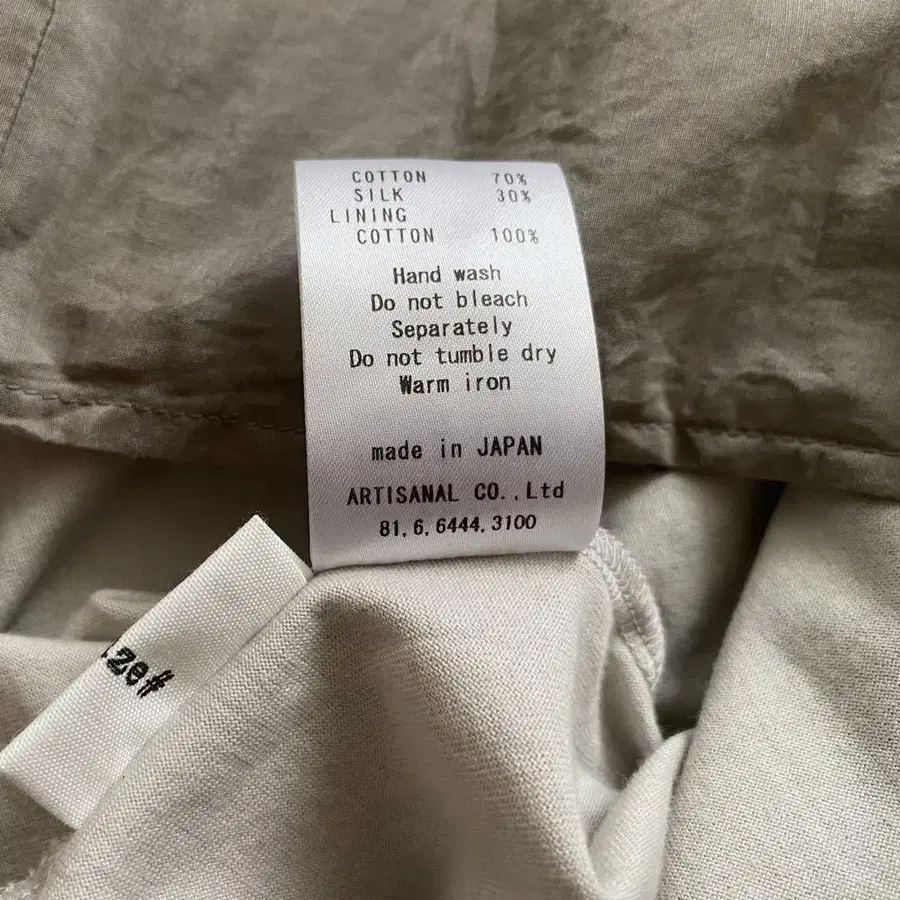 COTTON 70%
SILK 30%
LINING
COTTON 100%
Hand wash
Do not bleach
Separately
Do not tumble dry
Warm iron
made in JAPAN
ARTISANAL CO.,Ltd
81,6,6444,3100